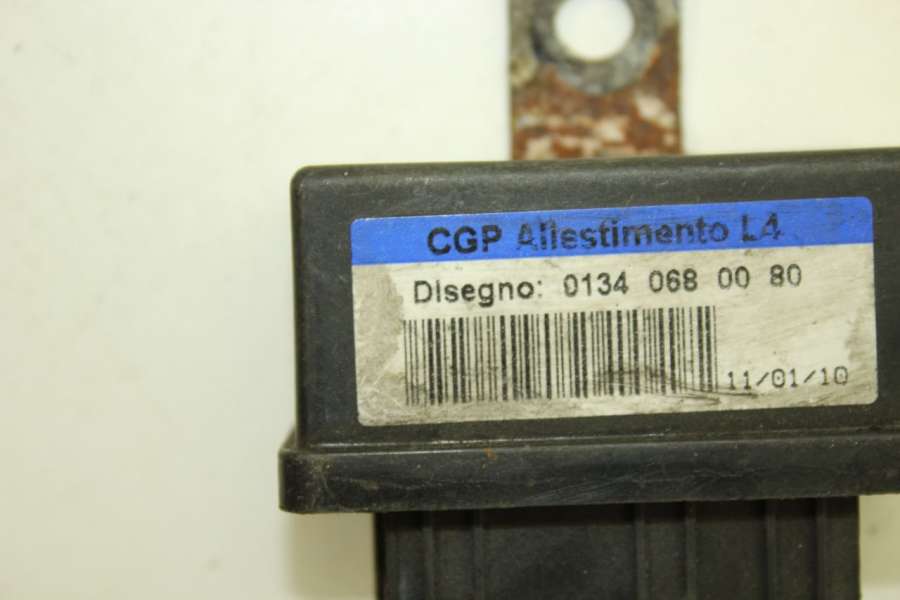 CGP Allestimento L4
Disegno: 0134 068 00 80
11/01/10